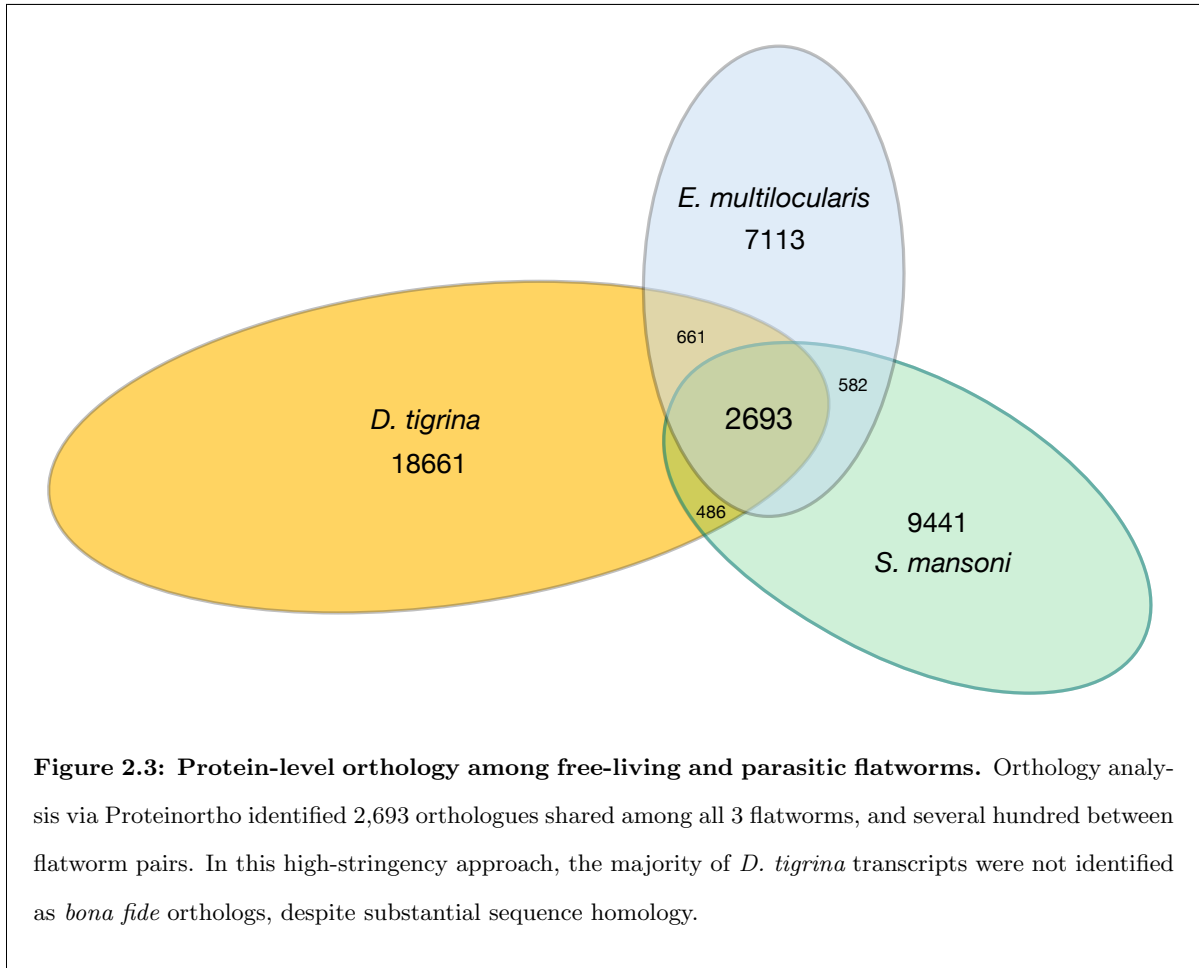 E. multilocularis
7113
661
582
D. tigrina
18661
2693
486
9441
S. mansoni
Figure 2.3: Protein-level orthology among free-living and parasitic flatworms. Orthology analy-
sis via Proteinortho identified 2,693 orthologues shared among all 3 flatworms, and several hundred between
flatworm pairs. In this high-stringency approach, the majority of D. tigrina transcripts were not identified
as bona fide orthologs, despite substantial sequence homology.